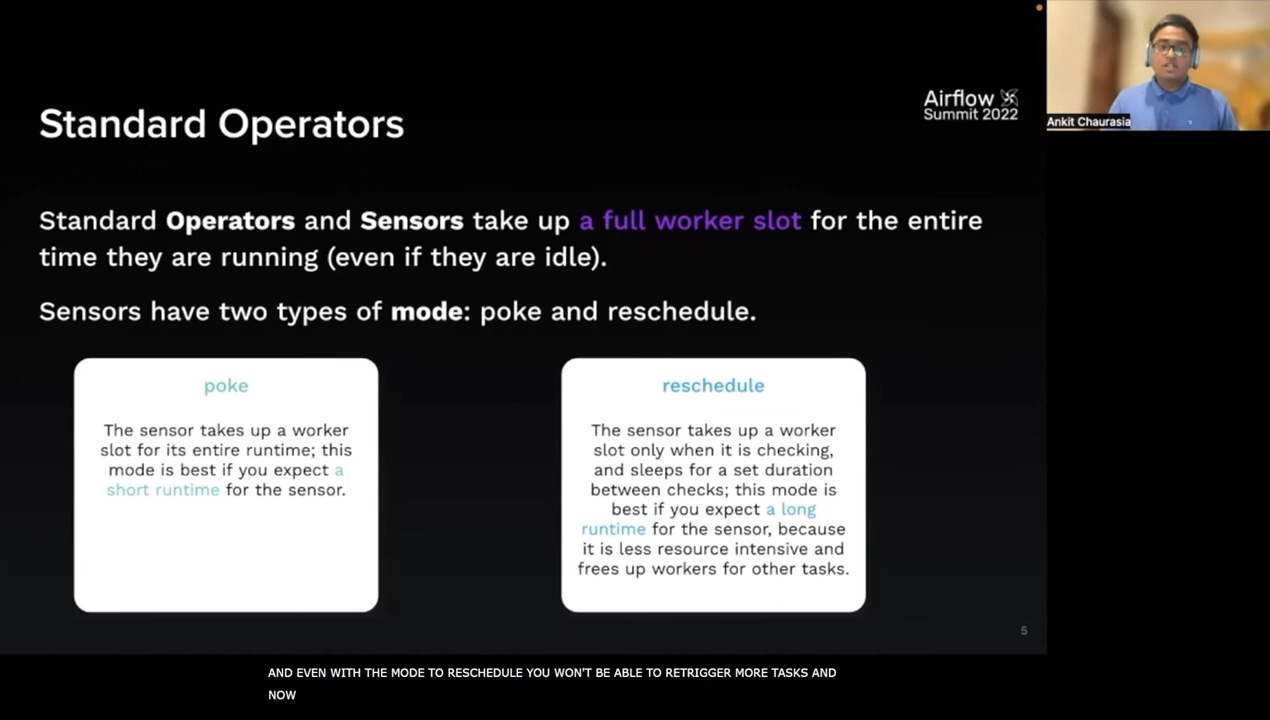 Airflow
Summit 2022
Ankit Chaurasia
Standard Operators
Standard Operators and Sensors take up a full worker slot for the entire
time they are running (even if they are idle).
Sensors have two types of mode: poke and reschedule.
poke
The sensor takes up a worker
slot for its entire runtime; this
mode is best if you expect a
short runtime for the sensor.
reschedule
The sensor takes up a worker
slot only when it is checking,
and sleeps for a set duration
between checks; this mode is
best if you expect a long
runtime for the sensor, because
it is less resource intensive and
frees up workers for other tasks.
5
AND EVEN WITH THE MODE TO RESCHEDULE YOU WON'T BE ABLE TO RETRIGGER MORE TASKS AND
NOW